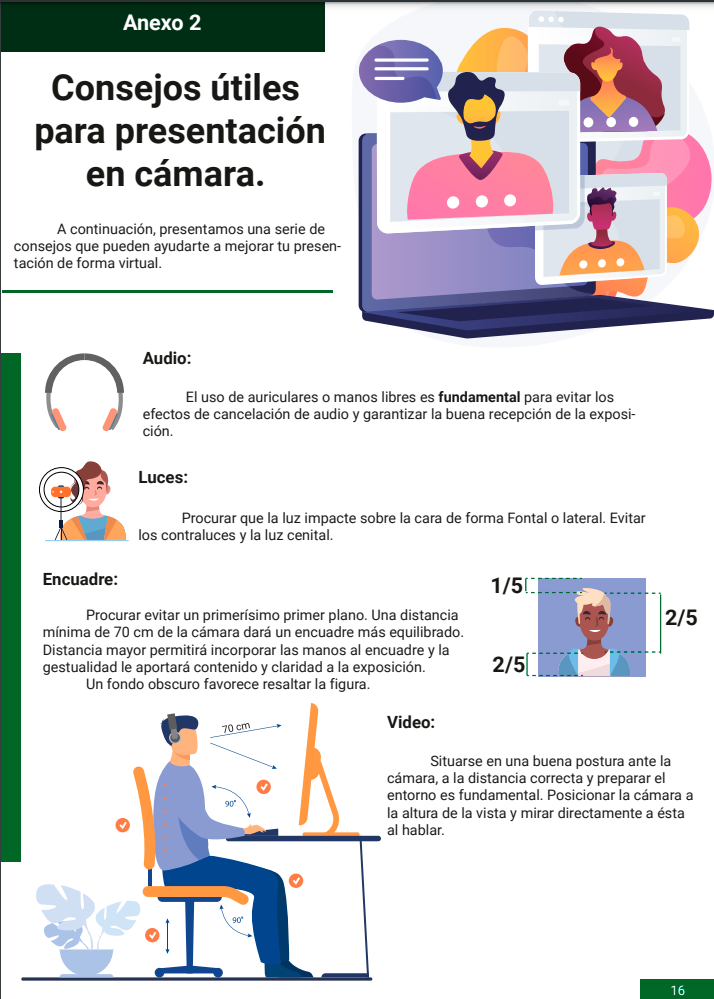 Anexo 2
Consejos útiles
para presentación
en cámara.
A continuación, presentamos una serie de
consejos que pueden ayudarte a mejorar tu presen-
tación de forma virtual.
Audio:
El uso de auriculares o manos libres es fundamental para evitar los
efectos de cancelación de audio y garantizar la buena recepción de la exposi-
ción.
Luces:
Procurar que la luz impacte sobre la cara de forma Fontal o lateral. Evitar
los contraluces y la luz cenital.
Encuadre:
Procurar evitar un primerísimo primer plano. Una distancia
mínima de 70 cm de la cámara dará un encuadre más equilibrado.
Distancia mayor permitirá incorporar las manos al encuadre y la
gestualidad le aportará contenido y claridad a la exposición.
Un fondo obscuro favorece resaltar la figura.
1/5
2/5
2/5
70 cm
90°
90°
Video:
Situarse en una buena postura ante la
cámara, a la distancia correcta y preparar el
entorno es fundamental. Posicionar la cámara a
la altura de la vista y mirar directamente a ésta
al hablar.
16